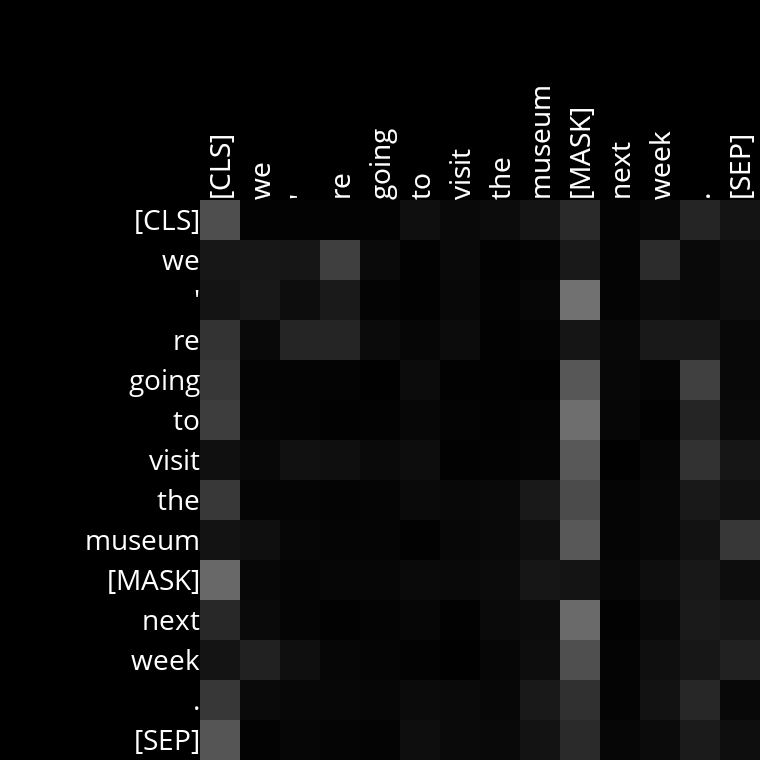 [CLS] we ' re going to visit the museum [MASK] next week . [SEP]
[CLS]
we
'
re
going
to
visit
the
museum
[MASK]
next
week
.
[SEP]